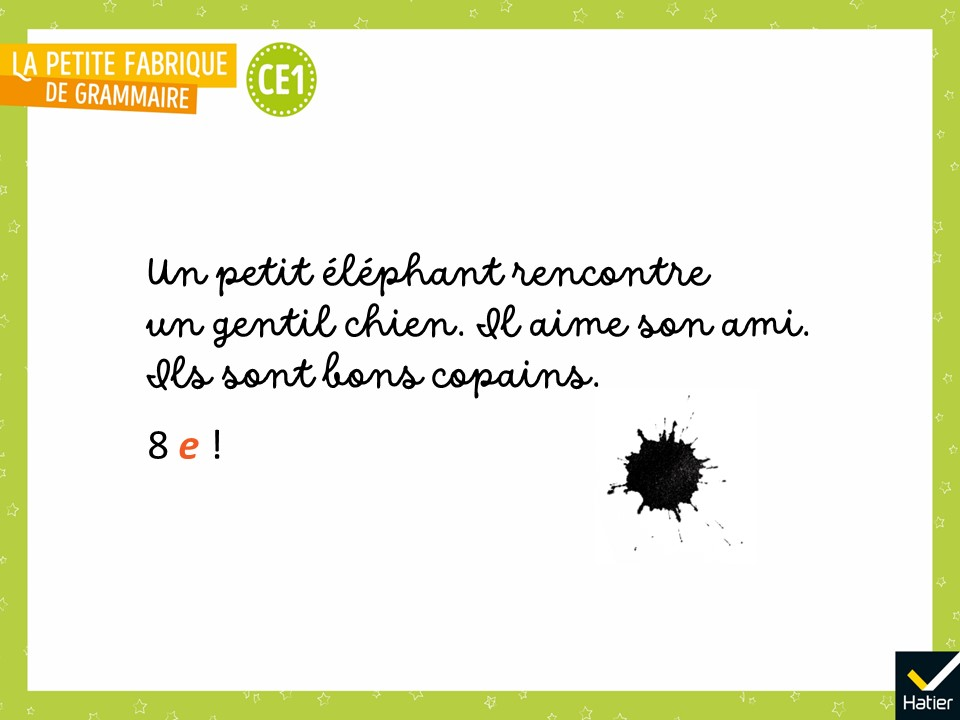 LA PETITE FABRIQUE
DE GRAMMAIRE
CE1
Un petit éléphant rencontre
un gentil chien. Il aime son ami.
Ils sont bons copains.
8 e !
Hatier